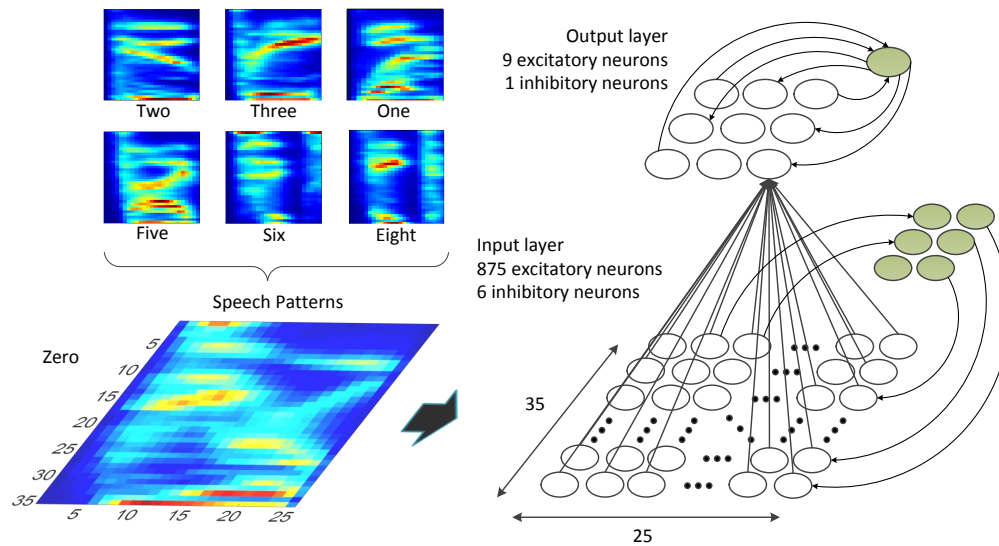 Two
Three
One
Five
Six
Eight
Speech Patterns
Zero
5
10
15
20
25
30
35
5
10
15
20
25
Output layer
9 excitatory neurons
1 inhibitory neurons
Input layer
875 excitatory neurons
6 inhibitory neurons
35
25